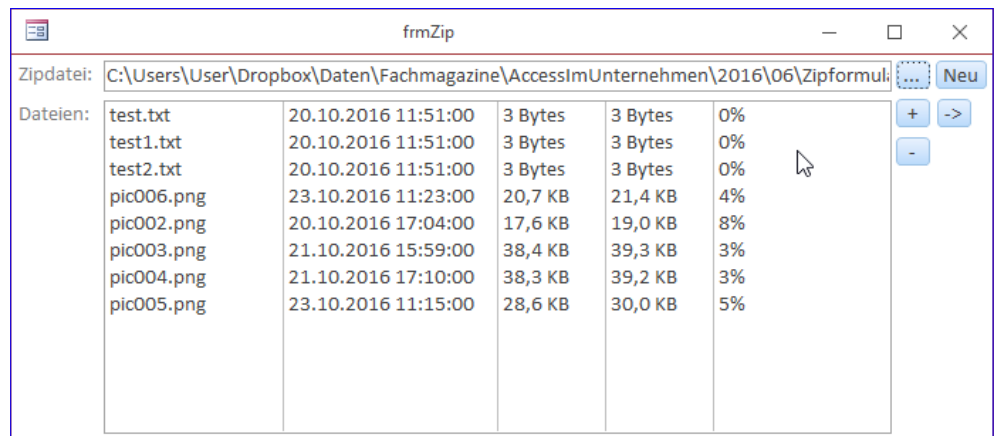 frmZip
Zipdatei: C:\Users\User\Dropbox\Daten\Fachmagazine\AccessImUnternehmen\2016\06\Zipformul ... Neu
Dateien: test.txt 20.10.2016 11:51:00 3 Bytes 3 Bytes 0% + ->
test1.txt 20.10.2016 11:51:00 3 Bytes 3 Bytes 0%
test2.txt 20.10.2016 11:51:00 3 Bytes 3 Bytes 0% -
pic006.png 23.10.2016 11:23:00 20,7 KB 21,4 KB 4%
pic002.png 20.10.2016 17:04:00 17,6 KB 19,0 KB 8%
pic003.png 21.10.2016 15:59:00 38,4 KB 39,3 KB 3%
pic004.png 21.10.2016 17:10:00 38,3 KB 39,2 KB 3%
pic005.png 23.10.2016 11:15:00 28,6 KB 30,0 KB 5%